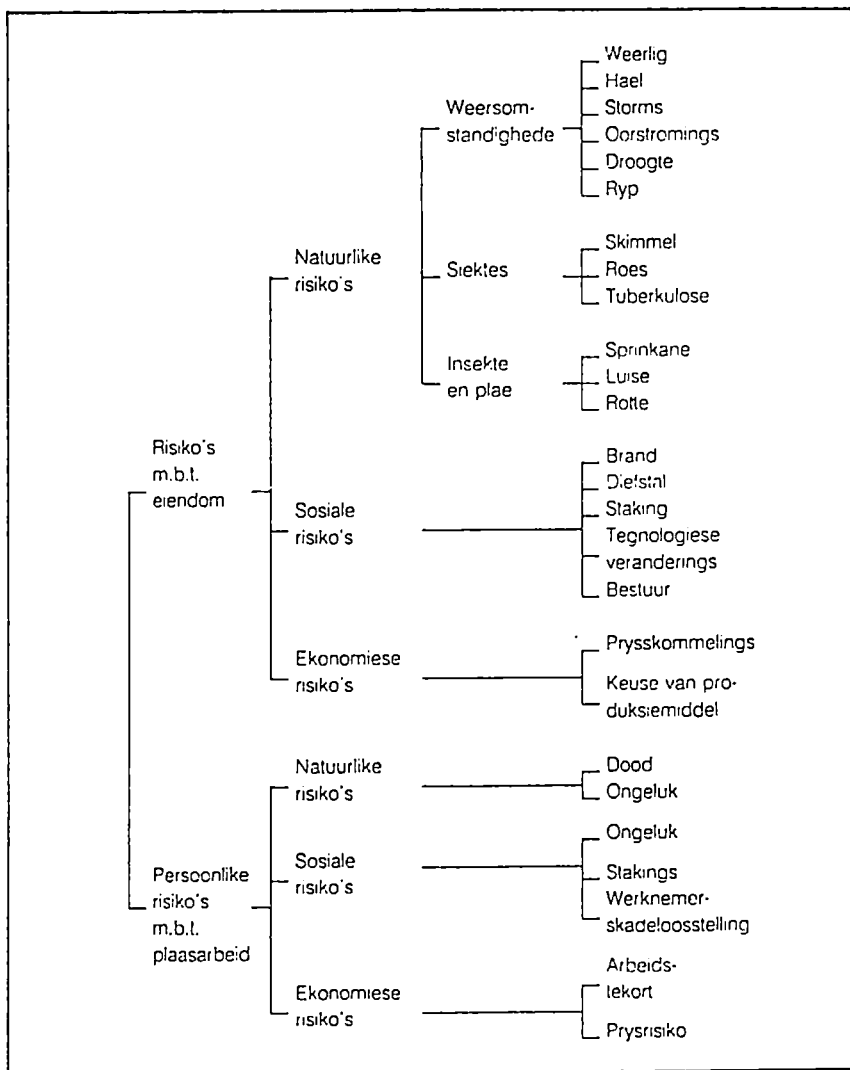 Weerlig
Hael
Weersom-
standighede
Storms
Oorstromings
Droogte
Ryp
Natuurlike
risiko's
Siektes
Skimmel
Roes
Tuberkulose
Insekte
en plae
Sprinkane
Luise
Rotte
Risiko's
m.b.t.
eiendom
Sosiale
risiko's
Brand
Diefstal
Staking
Tegnologiese
veranderings
Bestuur
Ekonomiese
risiko's
Prysskommelings
Keuse van pro-
duksiemiddel
Persoonlike
risiko's
m.b.t.
plaasarbeid
Natuurlike
risiko's
Dood
Ongeluk
Sosiale
risiko's
Ongeluk
Stakings
Werknemer-
skadeloosstelling
Ekonomiese
risiko's
Arbeids-
tekort
Prysrisiko